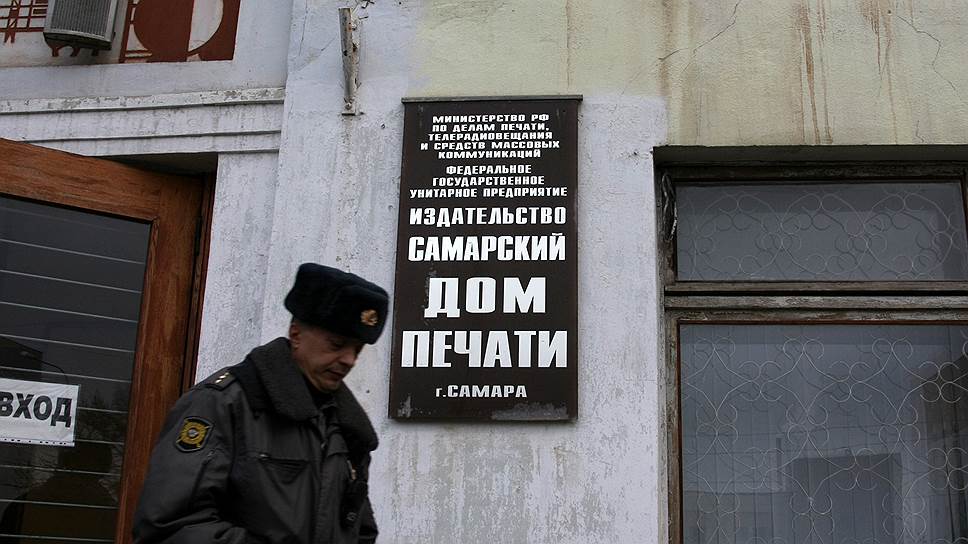 МИНИСТЕРСТВО РФ
ПО ДЕЛАМ ПЕЧАТИ,
ТЕЛЕРАДИОВЕЩАНИЯ
И СРЕДСТВ МАССОВЫХ
КОММУНИКАЦИЙ
ФЕДЕРАЛЬНОЕ
ГОСУДАРСТВЕННОЕ
УНИТАРНОЕ ПРЕДПРИЯТИЕ
ИЗДАТЕЛЬСТВО
САМАРСКИЙ
ДОМ
ПЕЧАТИ
г.САМАРА
ВХОД